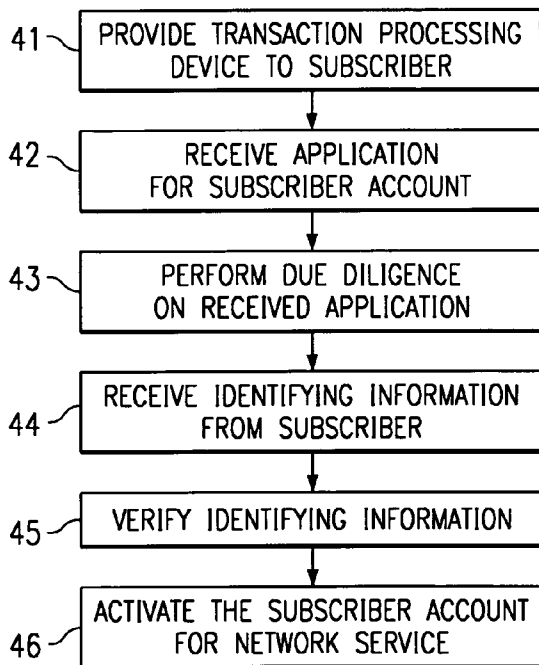 41
PROVIDE TRANSACTION PROCESSING
DEVICE TO SUBSCRIBER
42
RECEIVE APPLICATION
FOR SUBSCRIBER ACCOUNT
43
PERFORM DUE DILIGENCE
ON RECEIVED APPLICATION
44
RECEIVE IDENTIFYING INFORMATION
FROM SUBSCRIBER
45
VERIFY IDENTIFYING INFORMATION
46
ACTIVATE THE SUBSCRIBER ACCOUNT
FOR NETWORK SERVICE